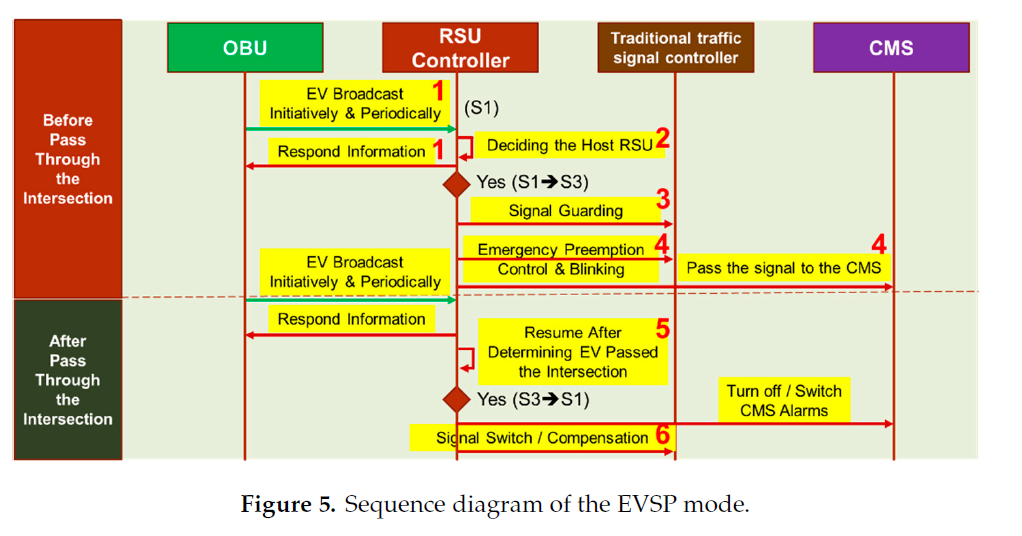 OBU
RSU
Controller
Traditional traffic
signal controller
CMS
Before
Pass
Through
the
Intersection
EV Broadcast
Initiatively & Periodically
1
(S1)
Deciding the Host RSU
2
Respond Information
1
Yes (S1➔S3)
Signal Guarding
3
Emergency Preemption
Control & Blinking
4
Pass the signal to the CMS
4
EV Broadcast
Initiatively & Periodically
After
Pass
Through
the
Intersection
Respond Information
Resume After
Determining EV Passed
the Intersection
5
Yes (S3➔S1)
Turn off / Switch
CMS Alarms
Signal Switch / Compensation
6
Figure 5. Sequence diagram of the EVSP mode.